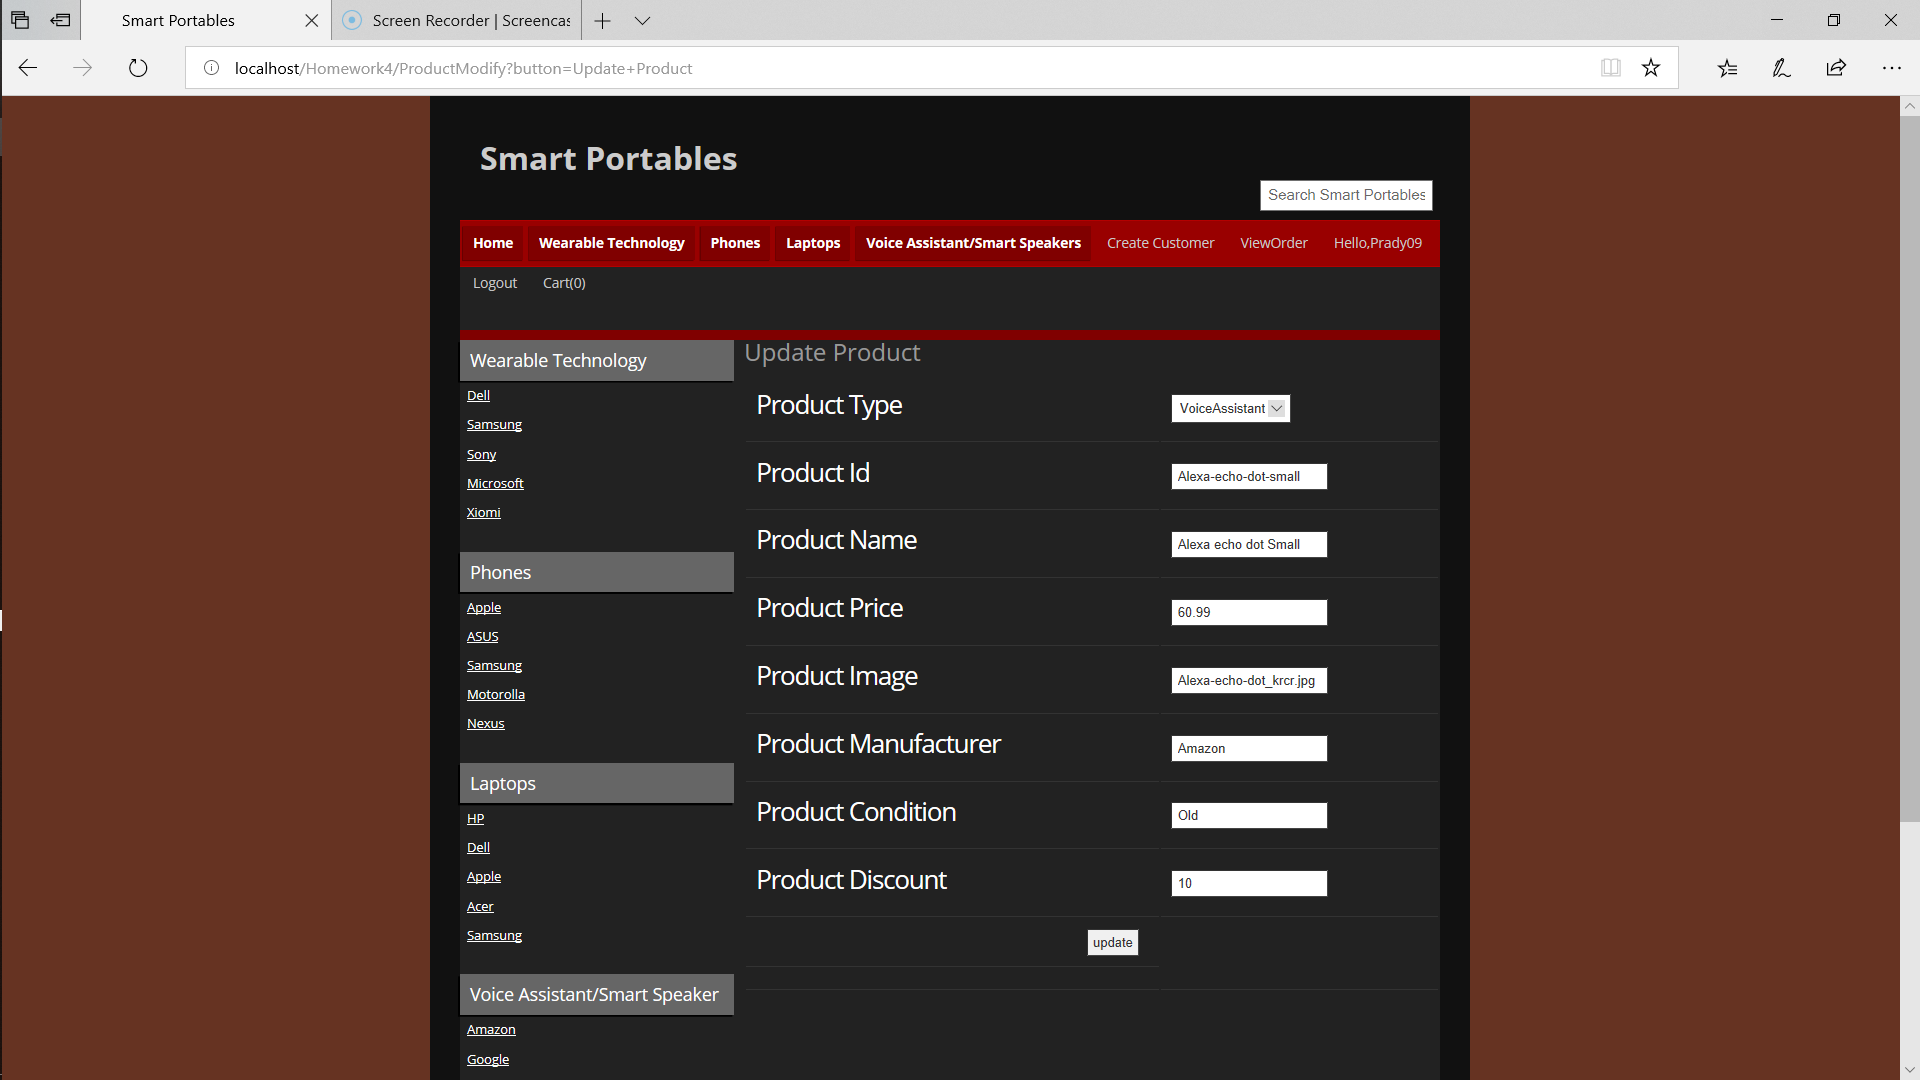 Smart Portables
Screen Recorder | Screencas
localhost/Homework4/ProductModify?button=Update+Product
Smart Portables
Search Smart Portables
Home Wearable Technology Phones Laptops Voice Assistant/Smart Speakers Create Customer ViewOrder Hello,Prady09
Logout Cart(0)
Wearable Technology
Dell
Samsung
Sony
Microsoft
Xiomi
Phones
Apple
ASUS
Samsung
Motorolla
Nexus
Laptops
HP
Dell
Apple
Acer
Samsung
Voice Assistant/Smart Speaker
Amazon
Google
Update Product
Product Type VoiceAssistant
Product Id Alexa-echo-dot-small
Product Name Alexa echo dot Small
Product Price 60.99
Product Image Alexa-echo-dot_krcr.jpg
Product Manufacturer Amazon
Product Condition Old
Product Discount 10
update